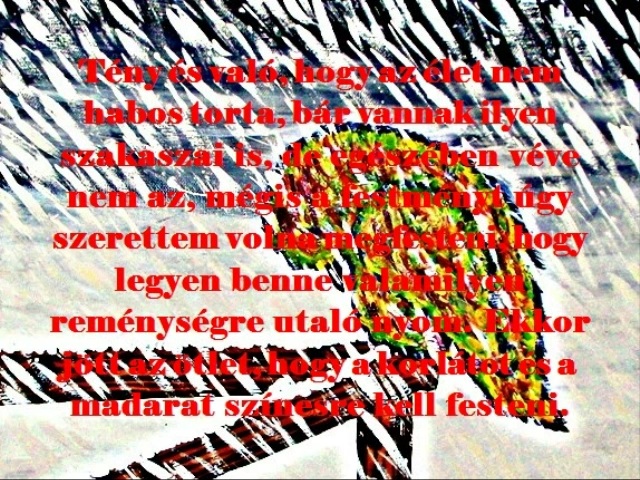 Tény és való, hogy az élet nem
habos torta, bár vannak ilyen
szakaszai is, de egészében véve
nem az, mégis a festményt úgy
szerettem volna megfesteni, hogy
legyen benne valamilyen
reménységre utaló nyom. Ekkor
jött az ötlet, hogy a korlátot és a
madarat színesre kell festeni.